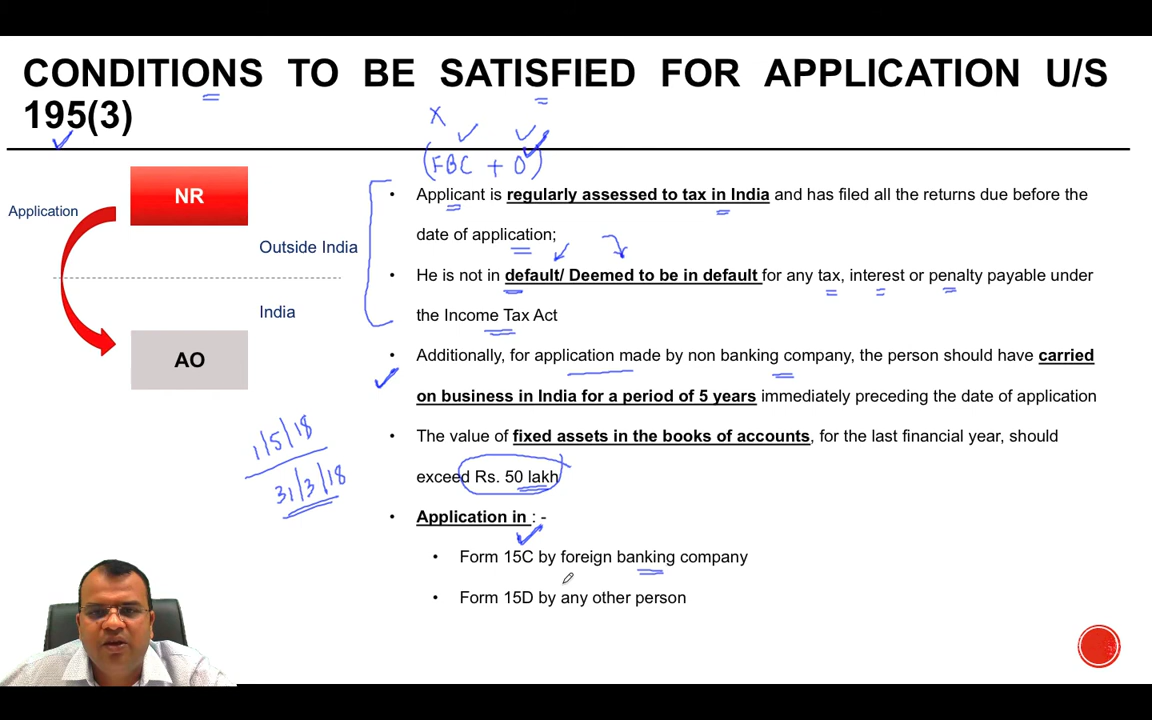 CONDITIONS TO BE SATISFIED FOR APPLICATION U/S
195(3)
X
(FBC + O)
NR
Application
Outside India
India
AO
1/5/18
31/3/18
• Applicant is regularly assessed to tax in India and has filed all the returns due before the
date of application;
• He is not in default/ Deemed to be in default for any tax, interest or penalty payable under
the Income Tax Act
• Additionally, for application made by non banking company, the person should have carried
on business in India for a period of 5 years immediately preceding the date of application
• The value of fixed assets in the books of accounts, for the last financial year, should
exceed Rs. 50 lakh
• Application in : -
• Form 15C by foreign banking company
• Form 15D by any other person